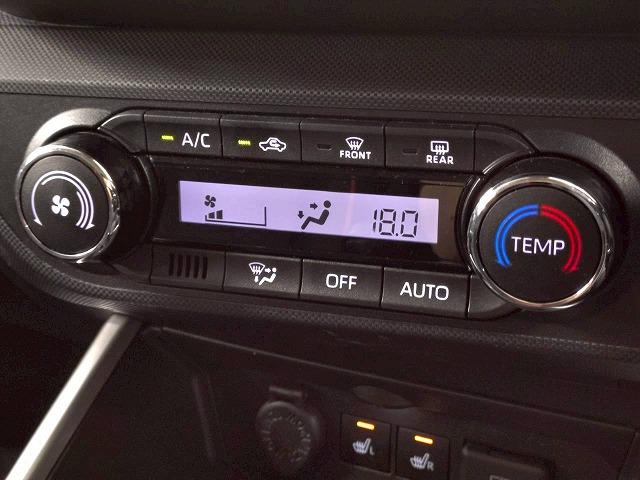 A/C
FRONT
REAR
18.0
TEMP
OFF
AUTO
L
R